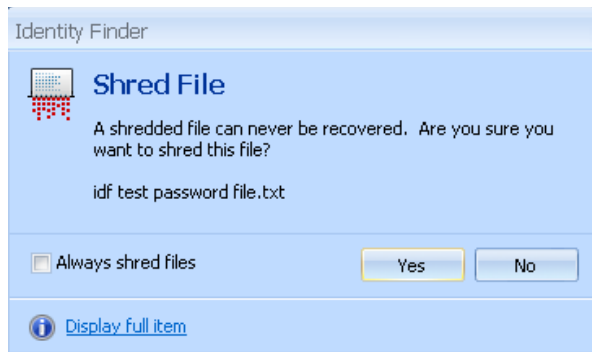 Identity Finder
Shred File
A shredded file can never be recovered. Are you sure you
want to shred this file?
idf test password file.txt
Always shred files
Yes
No
Display full item